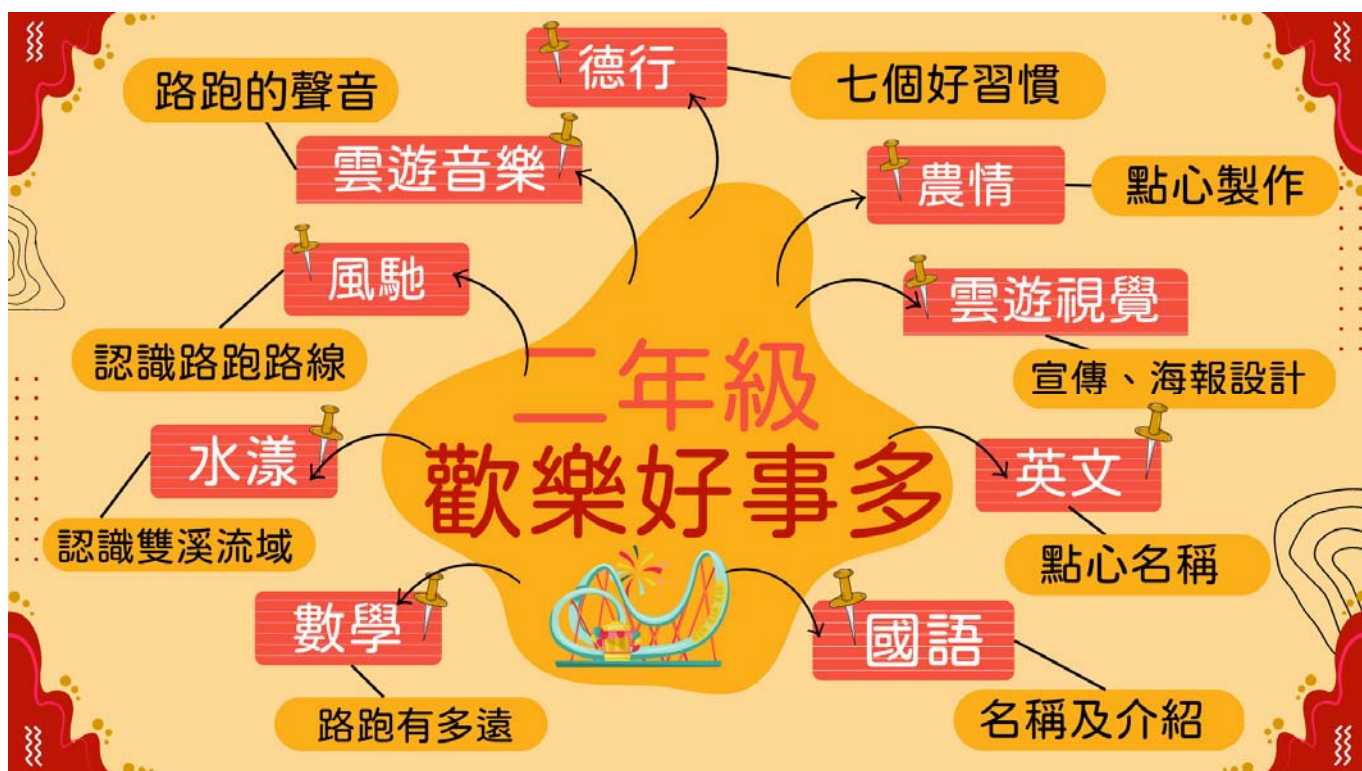 德行
七個好習慣
路跑的聲音
雲遊音樂
農情
點心製作
風馳
雲遊視覺
認識路跑路線
宣傳、海報設計
二年級
歡樂好事多
水漾
英文
認識雙溪流域
點心名稱
數學
國語
路跑有多遠
名稱及介紹